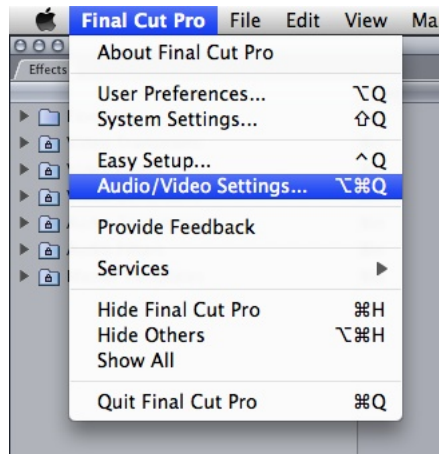 Final Cut Pro File Edit View Ma
Effects
About Final Cut Pro
User Preferences... ⌥Q
System Settings... ⇧Q
Easy Setup... ^Q
Audio/Video Settings... ⌥⌘Q
Provide Feedback
Services ▶
Hide Final Cut Pro ⌘H
Hide Others ⌥⌘H
Show All
Quit Final Cut Pro ⌘Q